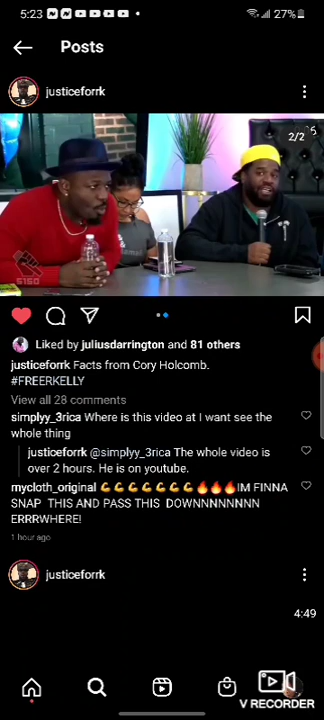 5:23
27%
Posts
justiceforrk
2/2
5150
Liked by juliusdarrington and 81 others
justiceforrk Facts from Cory Holcomb.
#FREERKELLY
View all 28 comments
simplyy_3rica Where is this video at I want see the
whole thing
justiceforrk @simplyy_3rica The whole video is
over 2 hours. He is on youtube.
mycloth_original 💪💪💪💪💪💪💪🔥🔥🔥IM FINNA
SNAP THIS AND PASS THIS DOWNNNNNNNN
ERRRWHERE!
1 hour ago
justiceforrk
4:49
V RECORDER